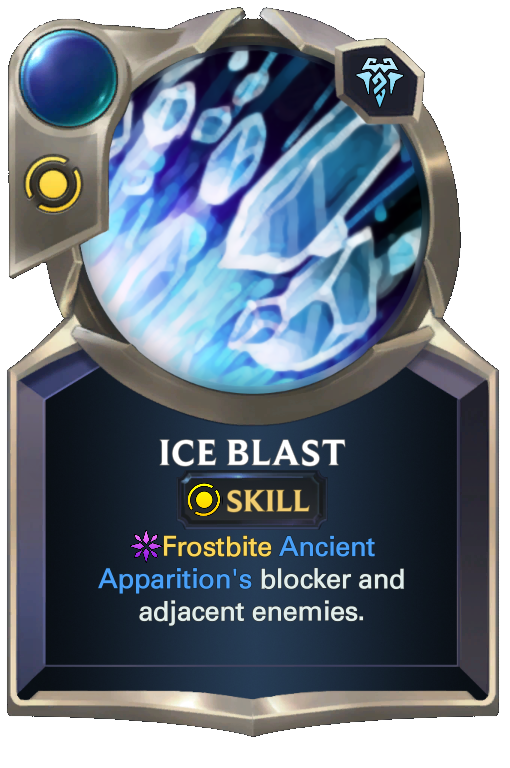 ICE BLAST
SKILL
Frostbite Ancient
Apparition's blocker and
adjacent enemies.